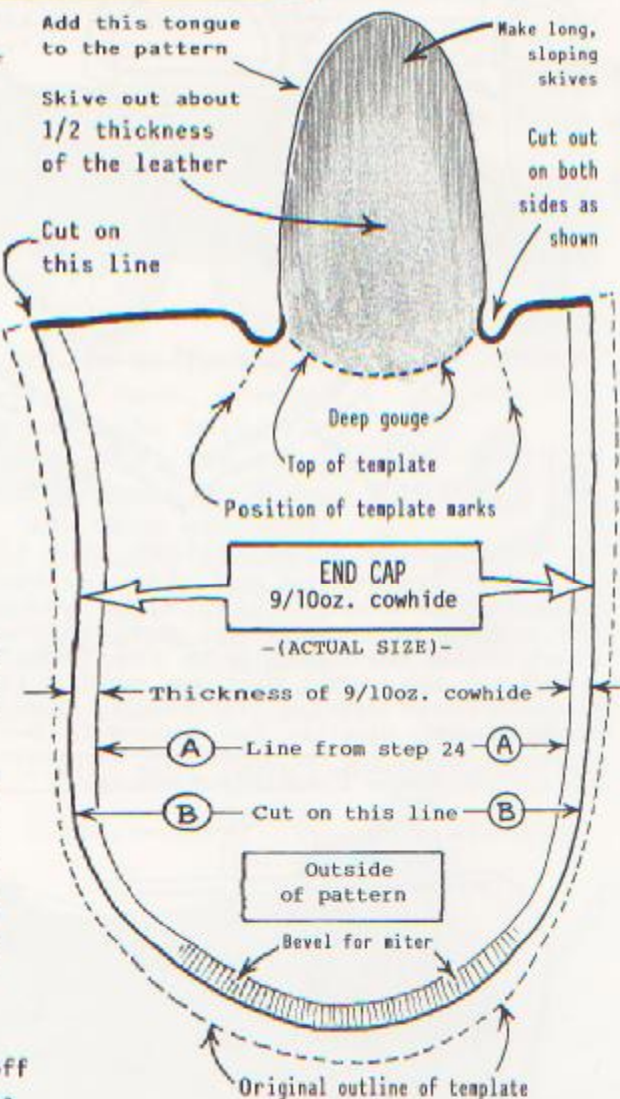 Add this tongue
to the pattern
Make long,
sloping
skives
Skive out about
1/2 thickness
of the leather
Cut out
on both
sides as
shown
Cut on
this line
Deep gouge
Top of template
Position of template marks
END CAP
9/10oz. cowhide
-(ACTUAL SIZE)-
Thickness of 9/10oz. cowhide
A Line from step 24 A
B Cut on this line B
Outside
of pattern
Bevel for miter
off
Original outline of template